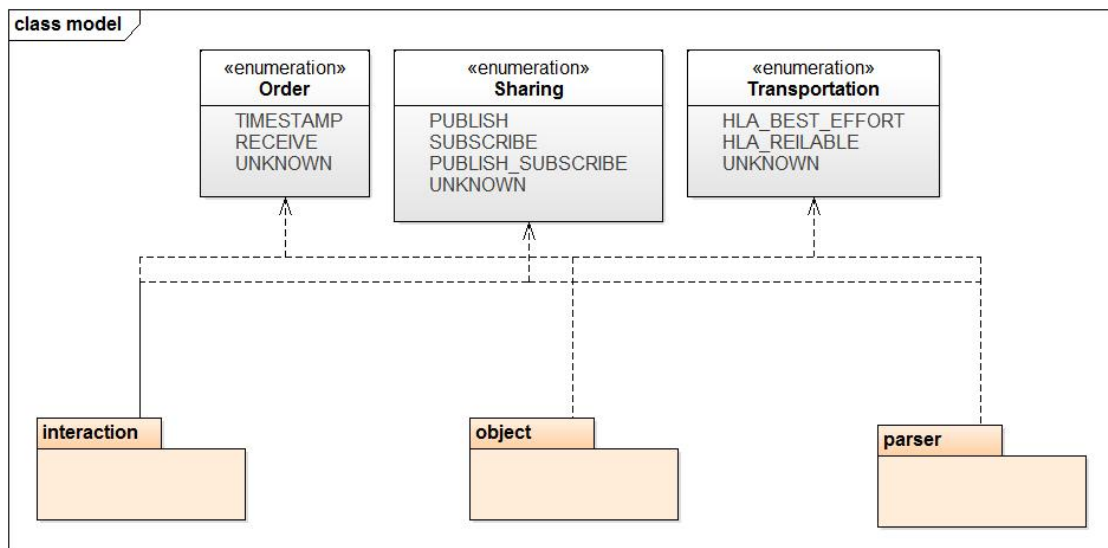 class model
«enumeration»
Order
TIMESTAMP
RECEIVE
UNKNOWN
«enumeration»
Sharing
PUBLISH
SUBSCRIBE
PUBLISH_SUBSCRIBE
UNKNOWN
«enumeration»
Transportation
HLA_BEST_EFFORT
HLA_REILABLE
UNKNOWN
interaction
object
parser